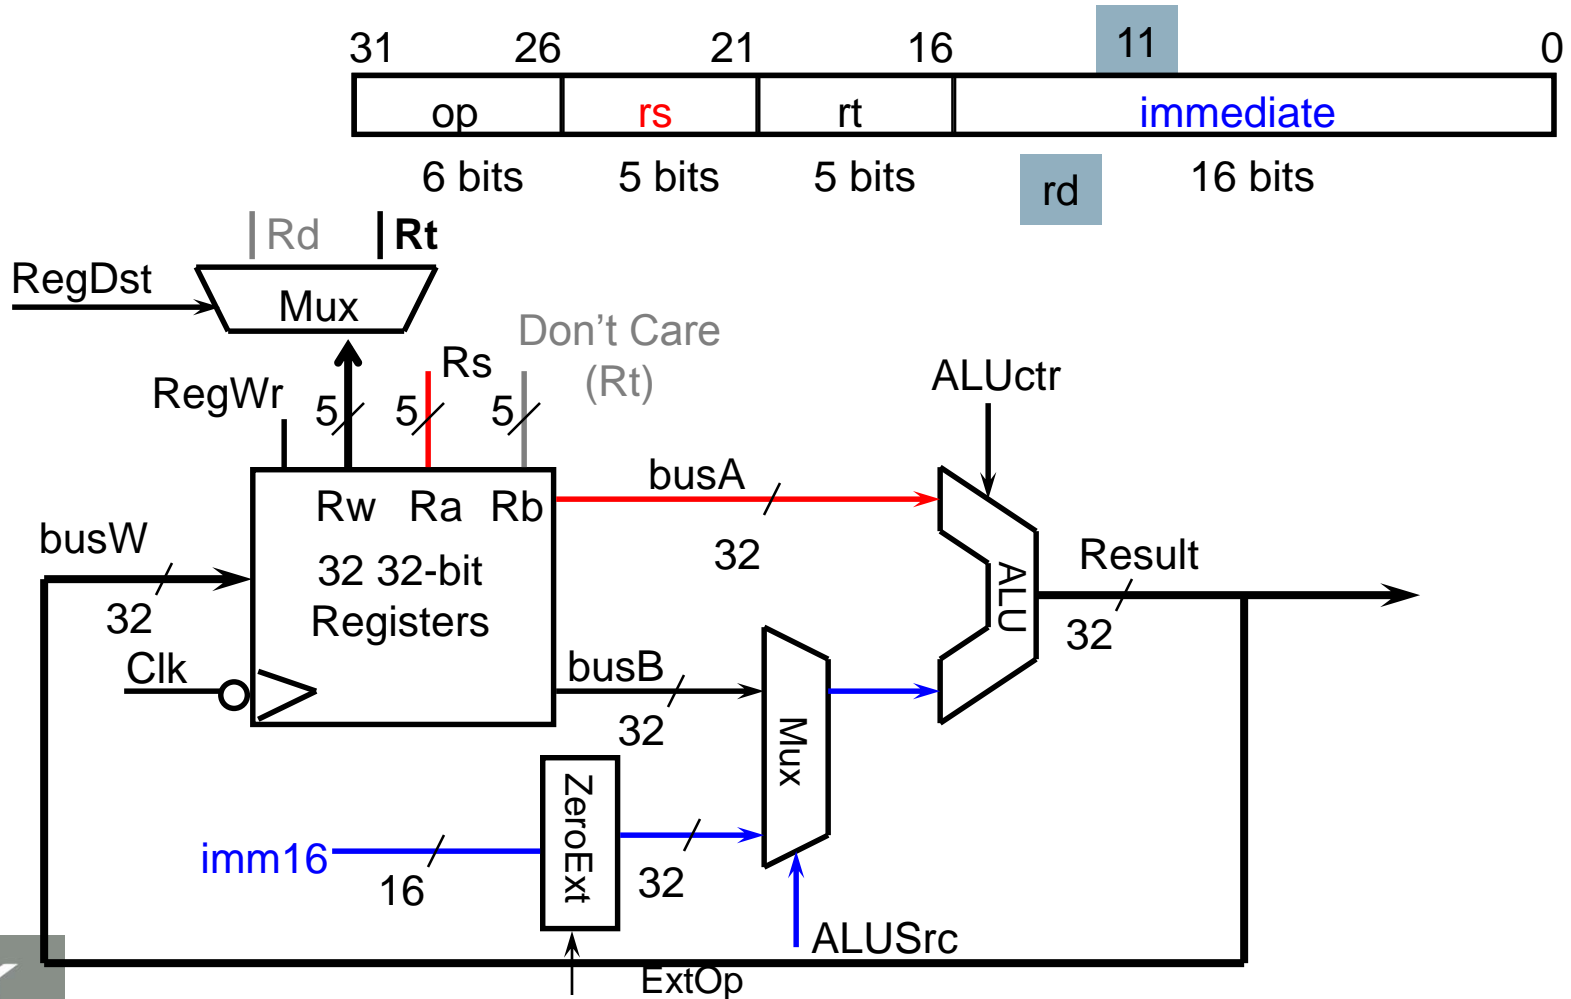 31 26 21 16 11 0
op rs rt immediate
6 bits 5 bits 5 bits rd 16 bits
Rd Rt
RegDst
Mux
Don't Care
(Rt)
Rs
RegWr
5 5 5
ALUctr
busA
Rw Ra Rb
busW
32
32 32-bit
Registers
Result
ALU
32
32
Clk
busB
32
Mux
ZeroExt
imm16
16
32
ALUSrc
ExtOp